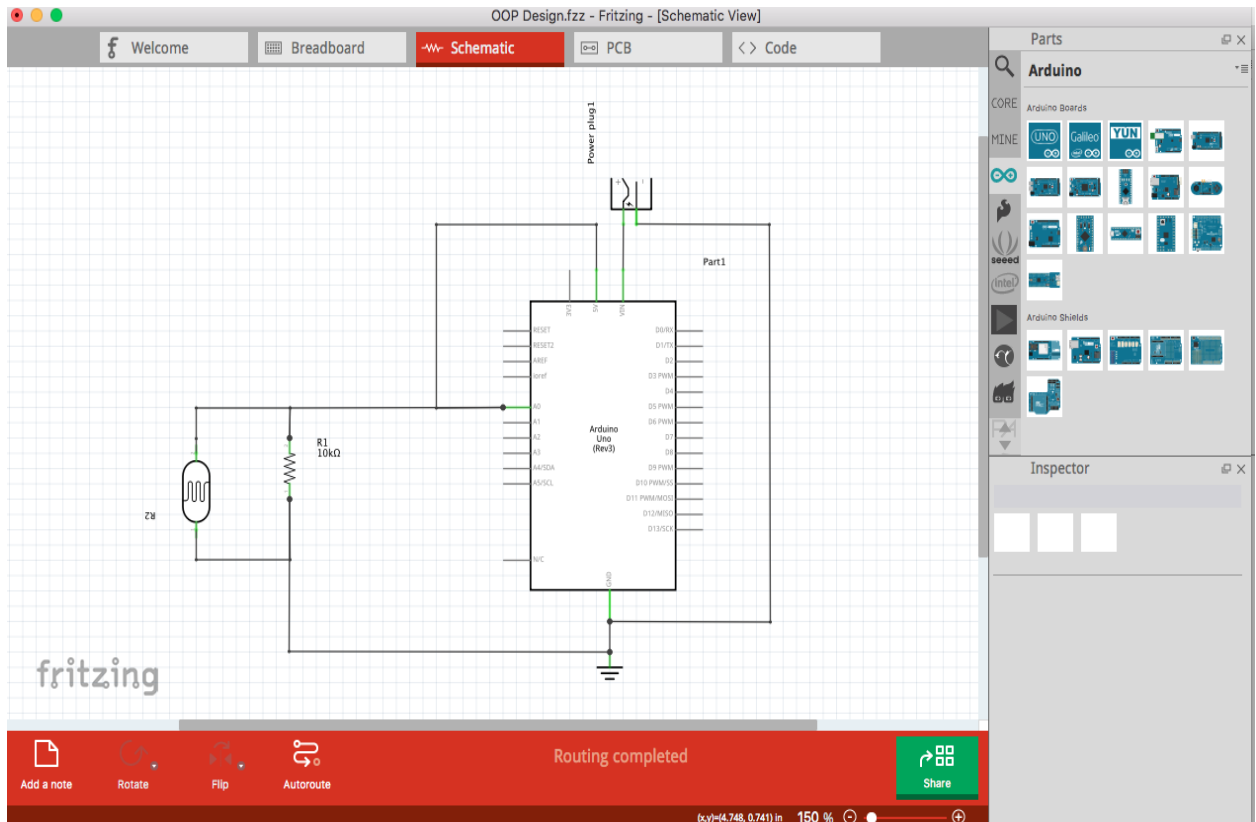 OOP Design.fzz - Fritzing - [Schematic View]
Welcome
Breadboard
Schematic
PCB
Code
Parts
Arduino
CORE
MINE
Arduino Boards
UNO
Galileo
YUN
seeed
intel
Arduino Shields
Power plug1
Part1
3V3
5V
VIN
RESET
RESET2
AREF
ioref
A0
A1
A2
A3
A4/SDA
A5/SCL
N/C
D0/RX
D1/TX
D2
D3 PWM
D4
D5 PWM
D6 PWM
D7
D8
D9 PWM
D10 PWM/SS
D11 PWM/MOSI
D12/MISO
D13/SCK
GND
Arduino
Uno
(Rev3)
R1
10kΩ
R2
fritzing
Inspector
Add a note
Rotate
Flip
Autoroute
Routing completed
Share
(x,y)=(4.748, 0.741) in
150 %